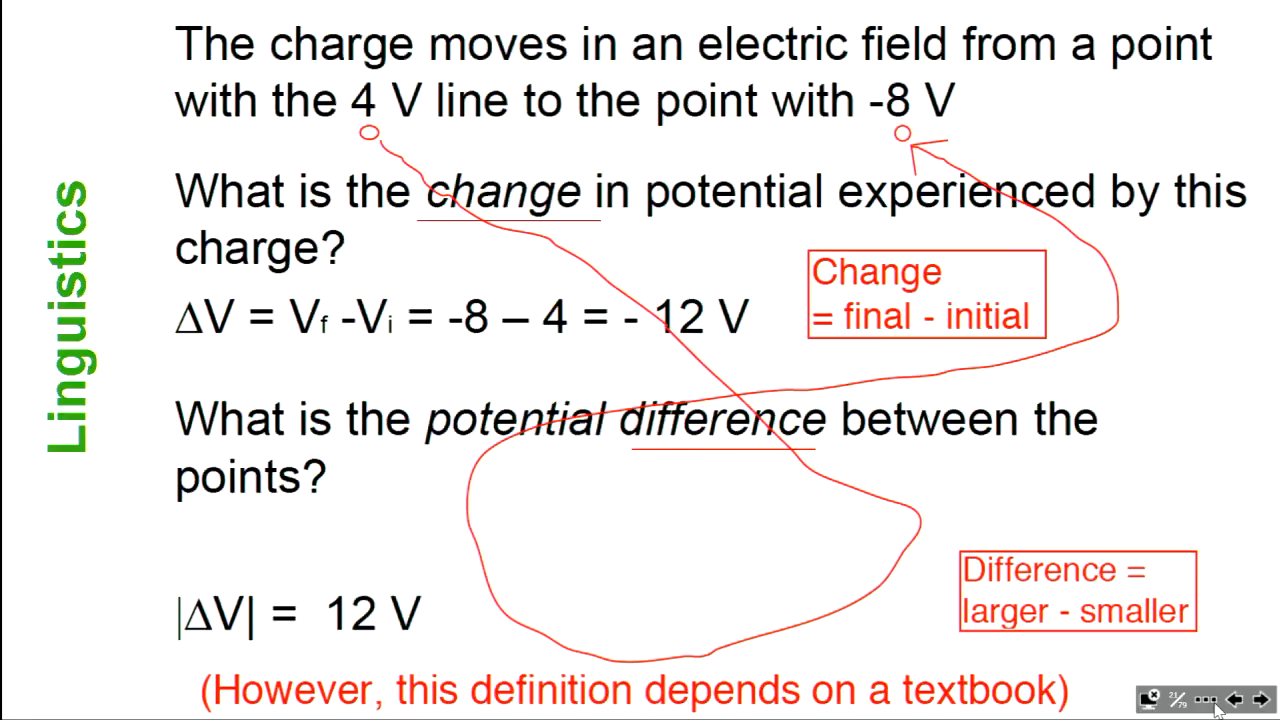 Linguistics
The charge moves in an electric field from a point
with the 4 V line to the point with -8 V
What is the change in potential experienced by this
charge?
Change
= final - initial
∆V = Vf -Vi = -8 – 4 = - 12 V
What is the potential difference between the
points?
Difference =
larger - smaller
|∆V| = 12 V
(However, this definition depends on a textbook)
21/79